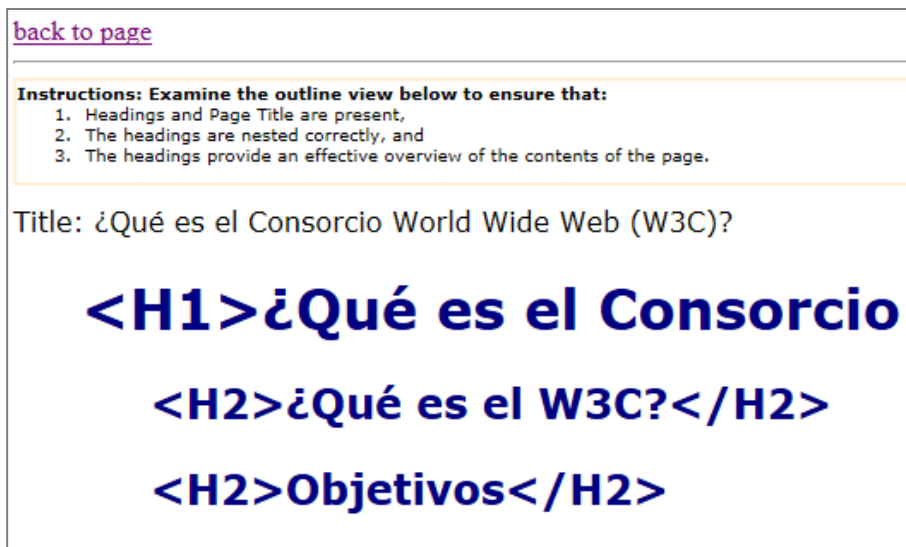 back to page
Instructions: Examine the outline view below to ensure that:
1. Headings and Page Title are present,
2. The headings are nested correctly, and
3. The headings provide an effective overview of the contents of the page.
Title: ¿Qué es el Consorcio World Wide Web (W3C)?
<H1>¿Qué es el Consorcio
<H2>¿Qué es el W3C?</H2>
<H2>Objetivos</H2>